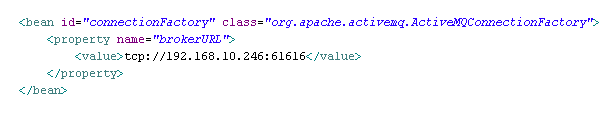 <bean id="connectionFactory" class="org.apache.activemq.ActiveMQConnectionFactory">
<property name="brokerURL">
<value>tcp://192.168.10.246:61616</value>
</property>
</bean>